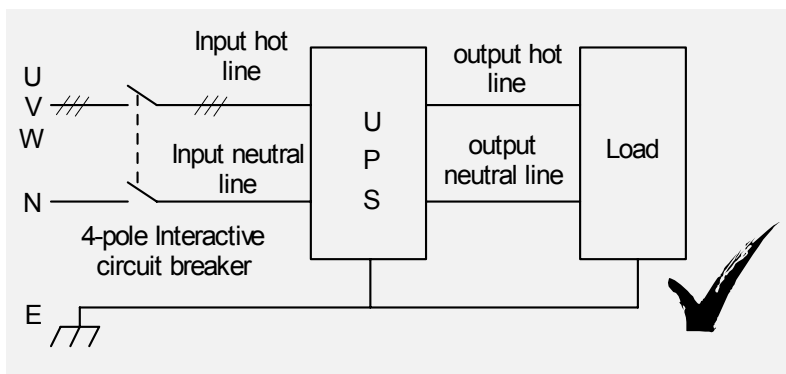 Input hot
line
output hot
line
U
V
W
U
P
S
Input neutral
line
output
neutral line
Load
N
4-pole Interactive
circuit breaker
E